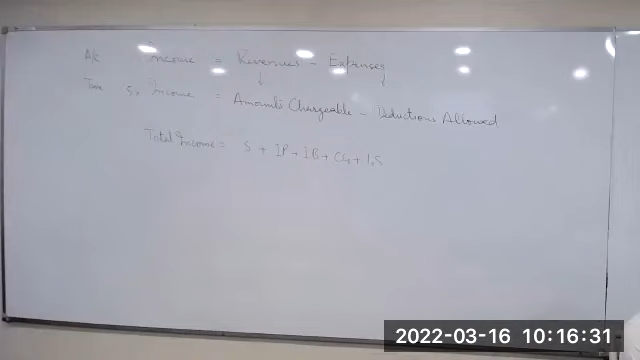 A/c Income = Revenues - Expenses
↓ ↓
Tax So Income = Amounts Chargeable - Deductions Allowed
Total Income = S + IP + IB + CG + I.S
2022-03-16 10:16:31